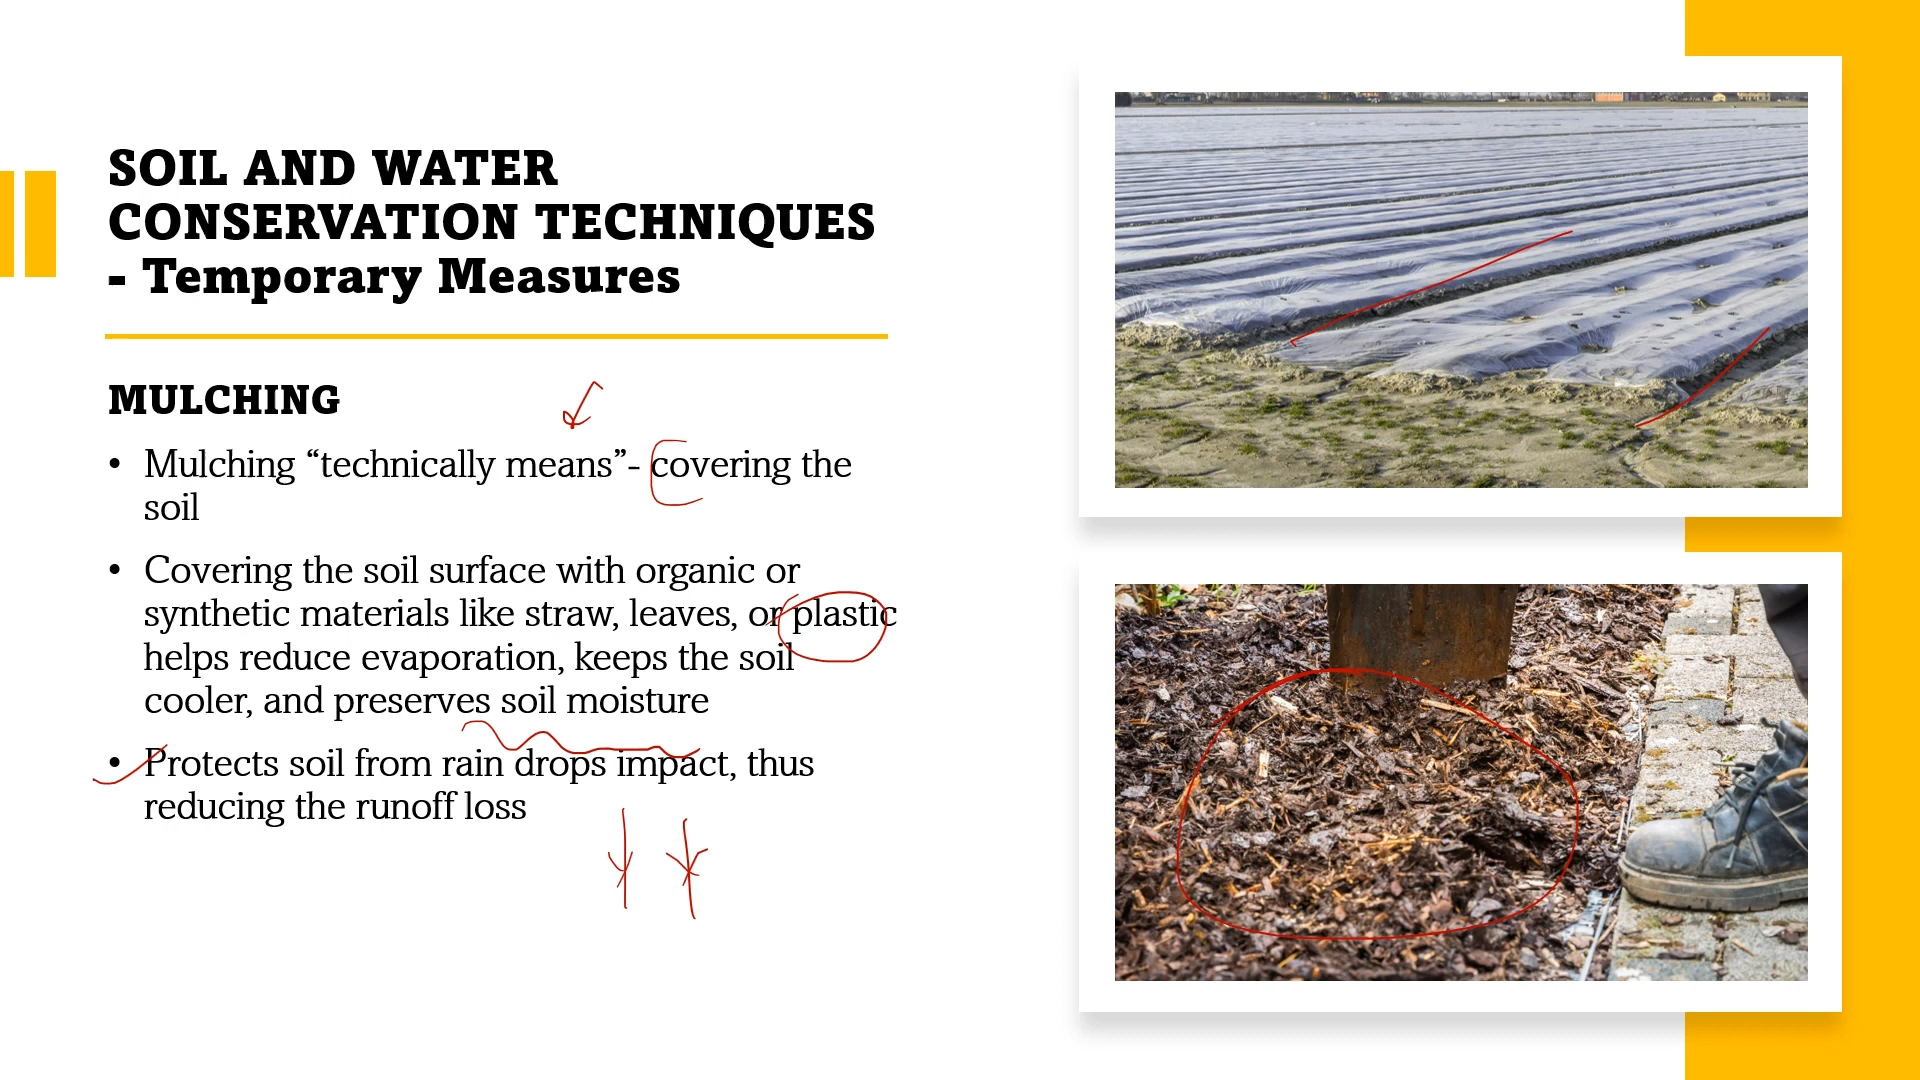 SOIL AND WATER
CONSERVATION TECHNIQUES
- Temporary Measures
MULCHING
• Mulching “technically means”- covering the
soil
• Covering the soil surface with organic or
synthetic materials like straw, leaves, or plastic
helps reduce evaporation, keeps the soil
cooler, and preserves soil moisture
• Protects soil from rain drops impact, thus
reducing the runoff loss